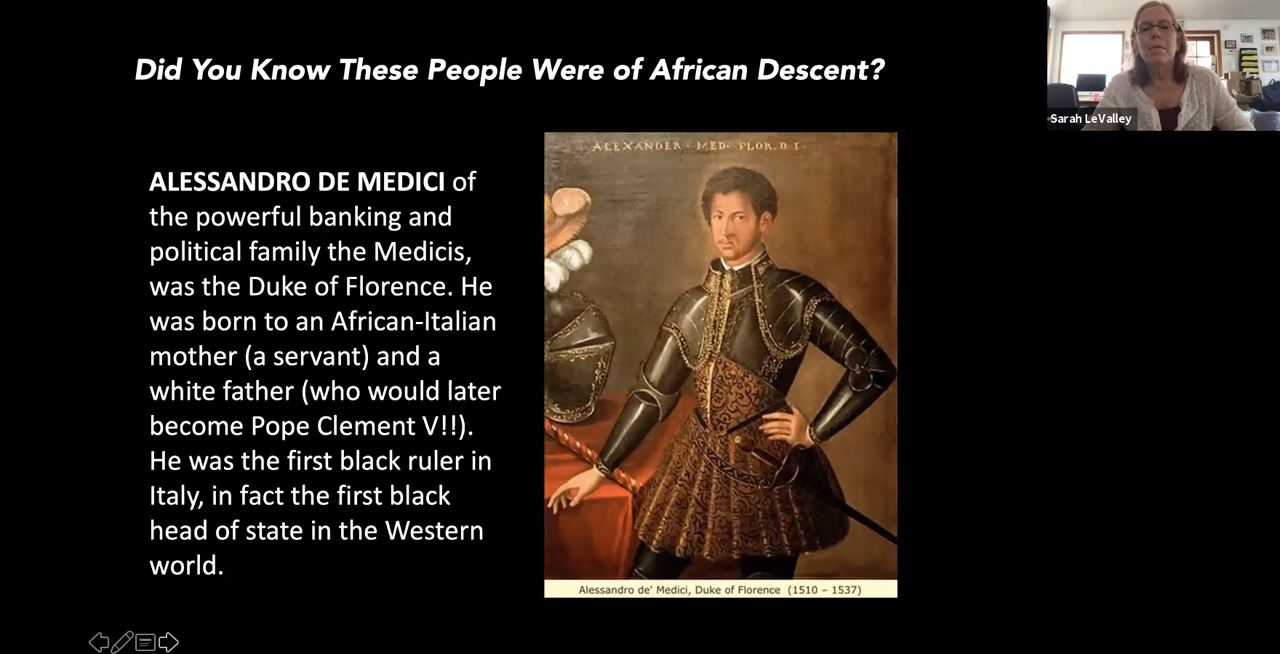 Did You Know These People Were of African Descent?
Sarah LeValley
ALESSANDRO DE MEDICI of
the powerful banking and
political family the Medicis,
was the Duke of Florence. He
was born to an African-Italian
mother (a servant) and a
white father (who would later
become Pope Clement V!!).
He was the first black ruler in
Italy, in fact the first black
head of state in the Western
world.
ALEXANDER · MED · FLOR. D · I ·
Alessandro de' Medici, Duke of Florence (1510 – 1537)